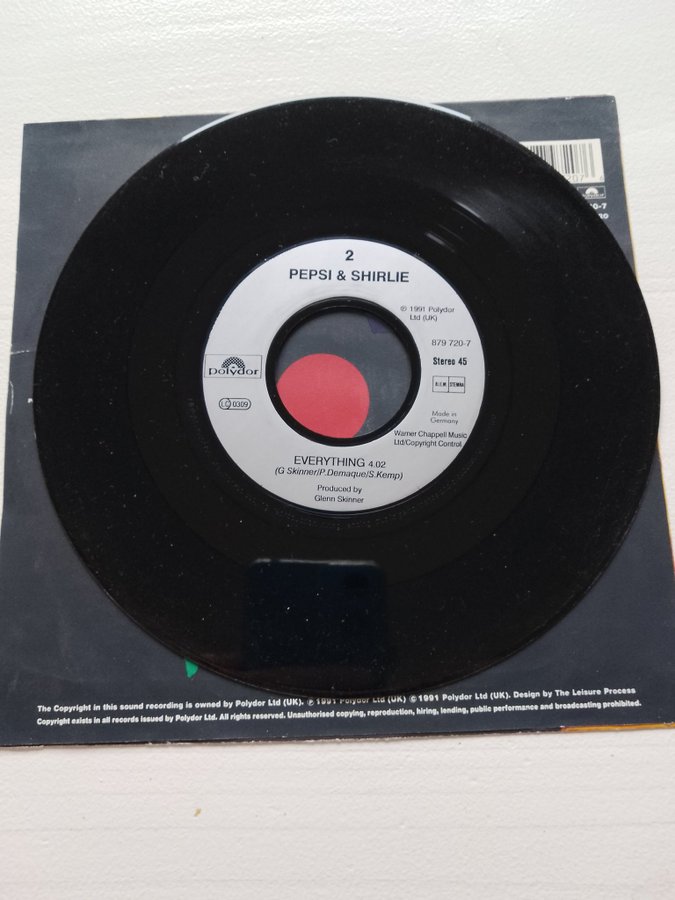 2
PEPSI & SHIRLIE
℗ 1991 Polydor
Ltd (UK)
879 720-7
Stereo 45
polydor
B.I.E.M. STEMRA
LC 0309
Made in
Germany
Warner Chappell Music
Ltd/Copyright Control
EVERYTHING 4.02
(G Skinner/P.Demaque/S.Kemp)
Produced by
Glenn Skinner
polydor
0-7
The Copyright in this sound recording is owned by Polydor Ltd (UK). ℗ 1991 Polydor Ltd (UK) © 1991 Polydor Ltd (UK). Design by The Leisure Process
Copyright exists in all records issued by Polydor Ltd. All rights reserved. Unauthorised copying, reproduction, hiring, lending, public performance and broadcasting prohibited.